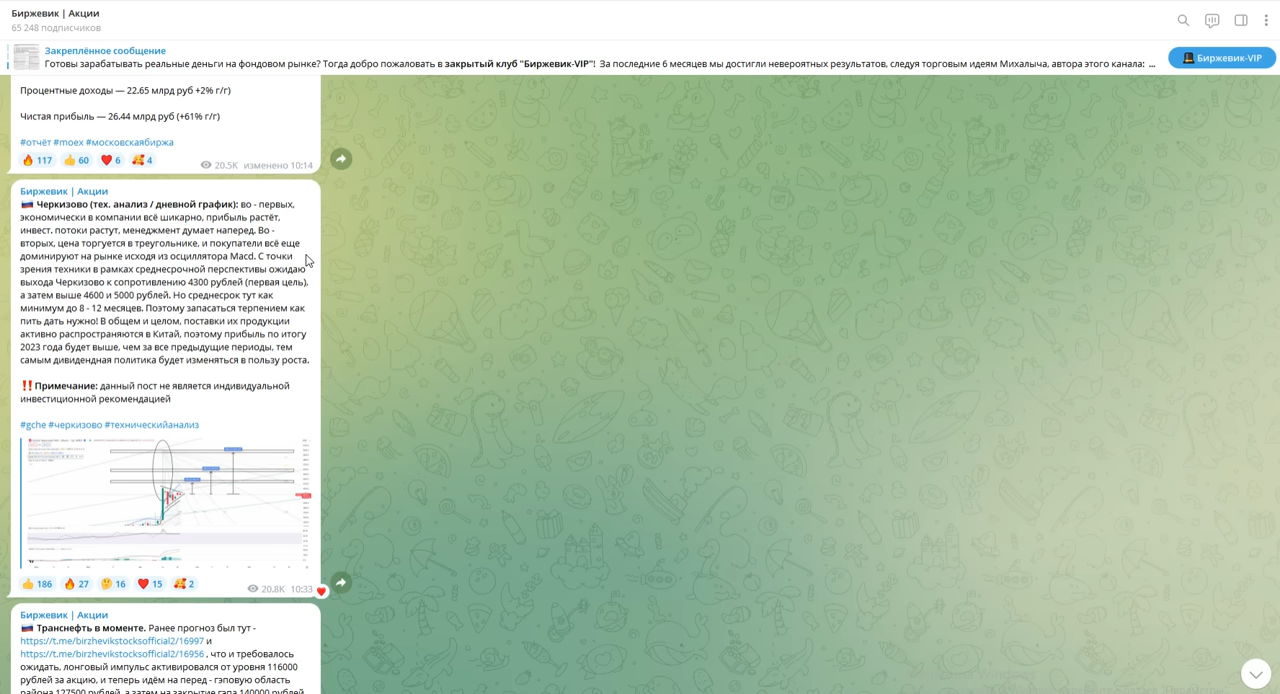 Биржевик | Акции
65 248 подписчиков
Закреплённое сообщение
Готовы зарабатывать реальные деньги на фондовом рынке? Тогда добро пожаловать в закрытый клуб "Биржевик-VIP"! За последние 6 месяцев мы достигли невероятных результатов, следуя торговым идеям Михалыча, автора этого канала: ...
🎩 Биржевик-VIP
Процентные доходы — 22.65 млрд руб +2% г/г)
Чистая прибыль — 26.44 млрд руб (+61% г/г)
#отчёт #moex #московскаябиржа
🔥 117 👍 60 ❤️ 6 🥰 4 20.5K изменено 10:14
Биржевик | Акции
🇷🇺 Черкизово (тех. анализ / дневной график): во - первых,
экономически в компании всё шикарно, прибыль растёт,
инвест. потоки растут, менеджмент думает наперед. Во -
вторых, цена торгуется в треугольнике, и покупатели всё еще
доминируют на рынке исходя из осциллятора Macd. С точки
зрения техники в рамках среднесрочной перспективы ожидаю
выхода Черкизово к сопротивлению 4300 рублей (первая цель),
а затем выше 4600 и 5000 рублей. Но среднесрок тут как
минимум до 8 - 12 месяцев. Поэтому запасаться терпением как
пить дать нужно! В общем и целом, поставки их продукции
активно распространяются в Китай, поэтому прибыль по итогу
2023 года будет выше, чем за все предыдущие периоды, тем
самым дивидендная политика будет изменяться в пользу роста.
‼️Примечание: данный пост не является индивидуальной
инвестиционной рекомендацией
#gche #черкизово #техническийанализ
👍 186 🔥 27 🤔 16 ❤️ 15 🥰 2 20.8K 10:33
Биржевик | Акции
🇷🇺 Транснефть в моменте. Ранее прогноз был тут -
https://t.me/birzhevikstocksofficial2/16997 и
https://t.me/birzhevikstocksofficial2/16956 , что и требовалось
ожидать, лонговый импульс активировался от уровня 116000
рублей за акцию, и теперь идём на перед - гэповую область
района 127500 рублей, а затем на закрытие гэпа 140000 рублей